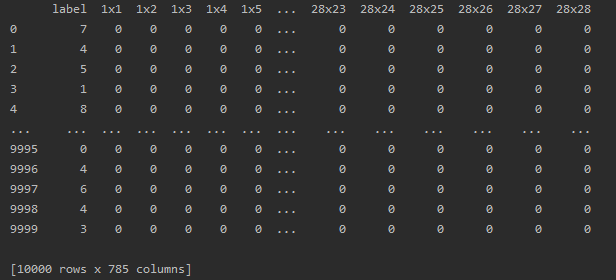 label 1x1 1x2 1x3 1x4 1x5 ... 28x23 28x24 28x25 28x26 28x27 28x28
0 7 0 0 0 0 0 ... 0 0 0 0 0 0
1 4 0 0 0 0 0 ... 0 0 0 0 0 0
2 5 0 0 0 0 0 ... 0 0 0 0 0 0
3 1 0 0 0 0 0 ... 0 0 0 0 0 0
4 8 0 0 0 0 0 ... 0 0 0 0 0 0
... ... ... ... ... ... ... ... ... ... ... ... ... ...
9995 0 0 0 0 0 0 ... 0 0 0 0 0 0
9996 4 0 0 0 0 0 ... 0 0 0 0 0 0
9997 6 0 0 0 0 0 ... 0 0 0 0 0 0
9998 4 0 0 0 0 0 ... 0 0 0 0 0 0
9999 3 0 0 0 0 0 ... 0 0 0 0 0 0
[10000 rows x 785 columns]